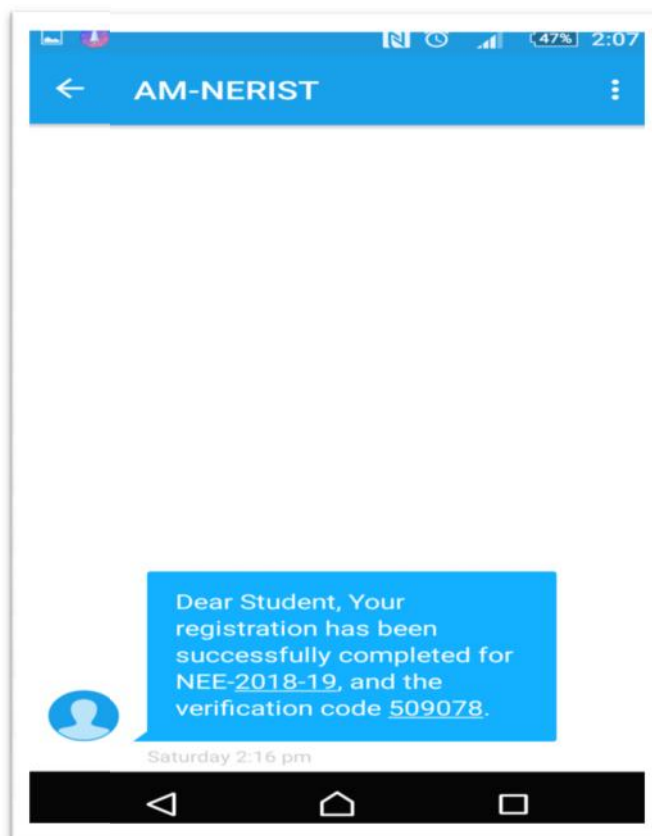 47% 2:07
AM-NERIST
Dear Student, Your
registration has been
successfully completed for
NEE-2018-19, and the
verification code 509078.
Saturday 2:16 pm